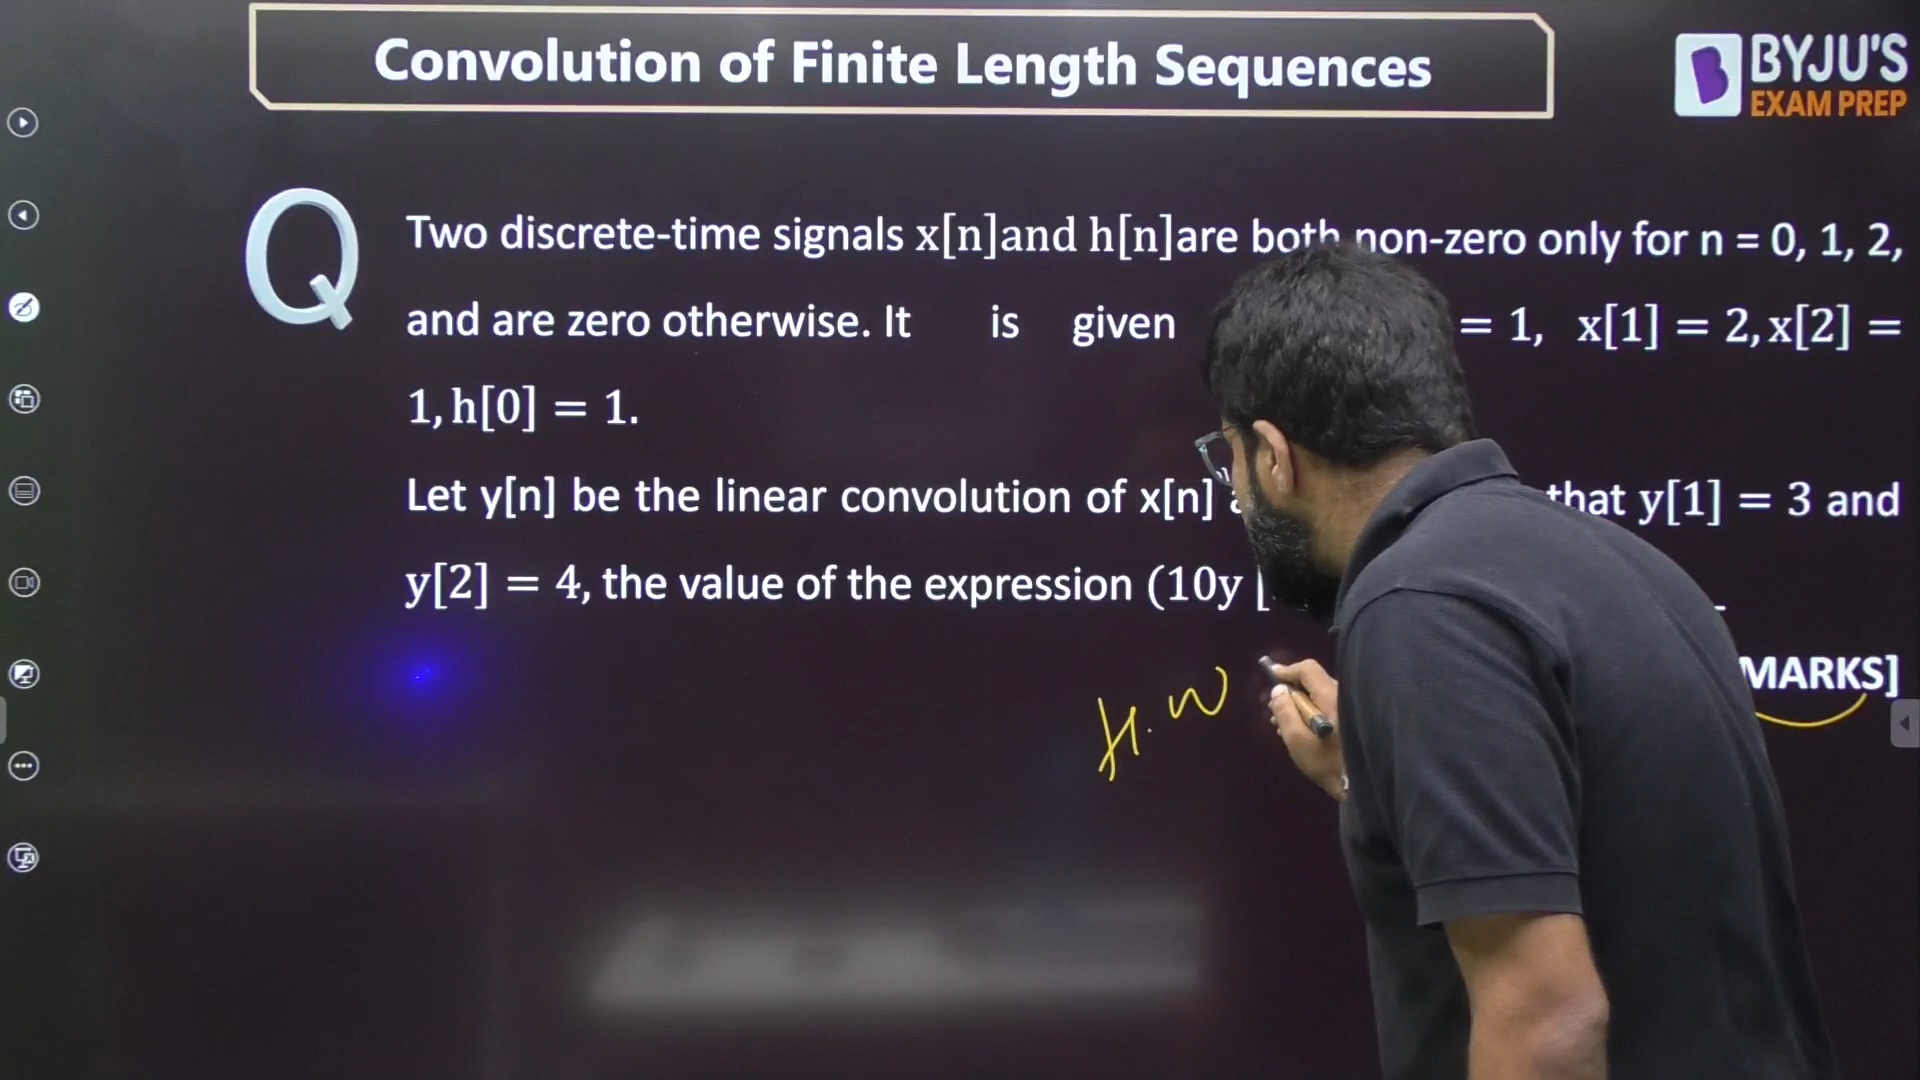 Convolution of Finite Length Sequences
BYJU'S
EXAM PREP
Q
Two discrete-time signals x[n]and h[n]are both non-zero only for n = 0, 1, 2,
and are zero otherwise. It is given = 1, x[1] = 2, x[2] =
1, h[0] = 1.
Let y[n] be the linear convolution of x[n] that y[1] = 3 and
y[2] = 4, the value of the expression (10y [
MARKS]
H.W